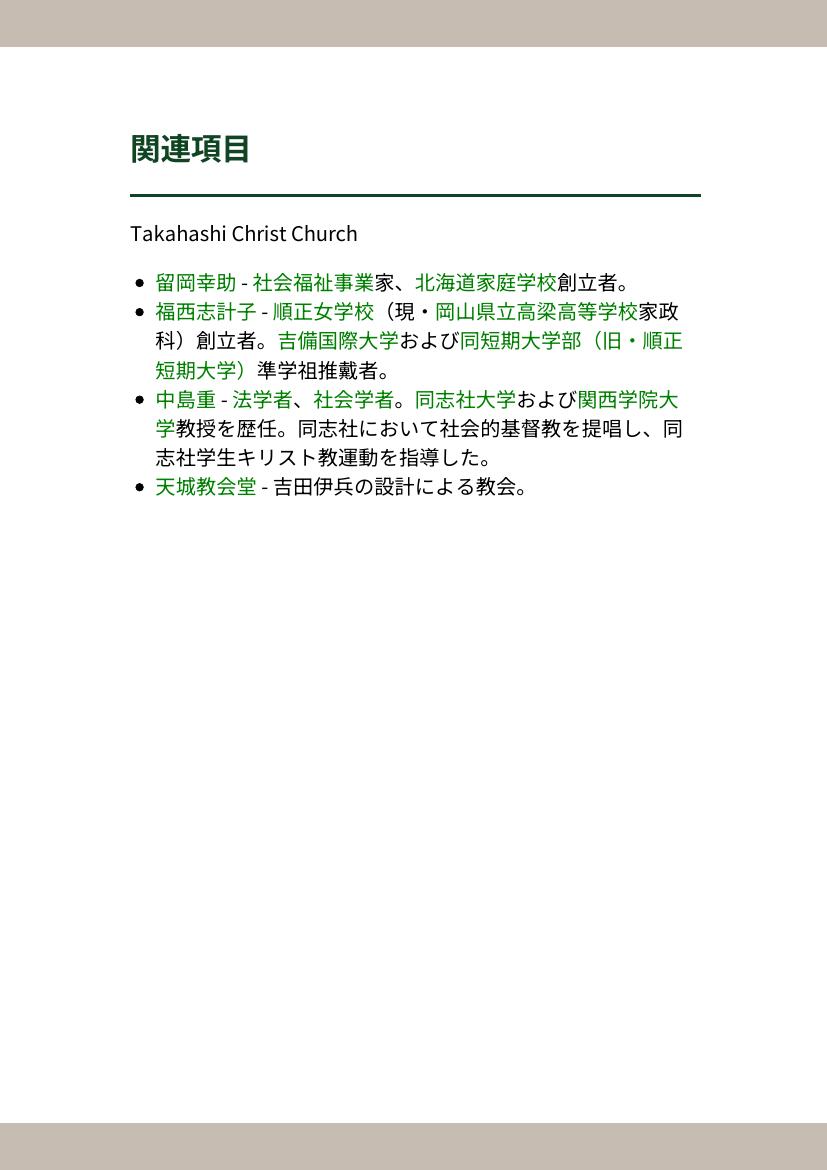 関連項目
Takahashi Christ Church
● 留岡幸助 - 社会福祉事業家、北海道家庭学校創立者。
● 福西志計子 - 順正女学校（現・岡山県立高梁高等学校家政
科）創立者。吉備国際大学および同短期大学部（旧・順正
短期大学）準学祖推戴者。
● 中島重 - 法学者、社会学者。同志社大学および関西学院大
学教授を歴任。同志社において社会的基督教を提唱し、同
志社学生キリスト教運動を指導した。
● 天城教会堂 - 吉田伊兵の設計による教会。